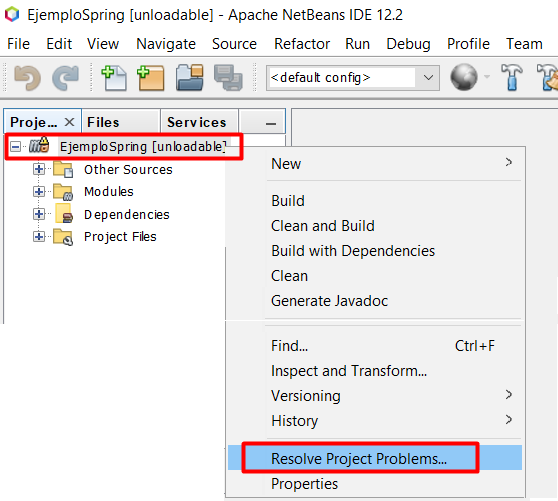 EjemploSpring [unloadable] - Apache NetBeans IDE 12.2
File Edit View Navigate Source Refactor Run Debug Profile Team
<default config>
Proje... × Files Services
EjemploSpring [unloadable]
Other Sources
Modules
Dependencies
Project Files
New
Build
Clean and Build
Build with Dependencies
Clean
Generate Javadoc
Find... Ctrl+F
Inspect and Transform...
Versioning
History
Resolve Project Problems...
Properties